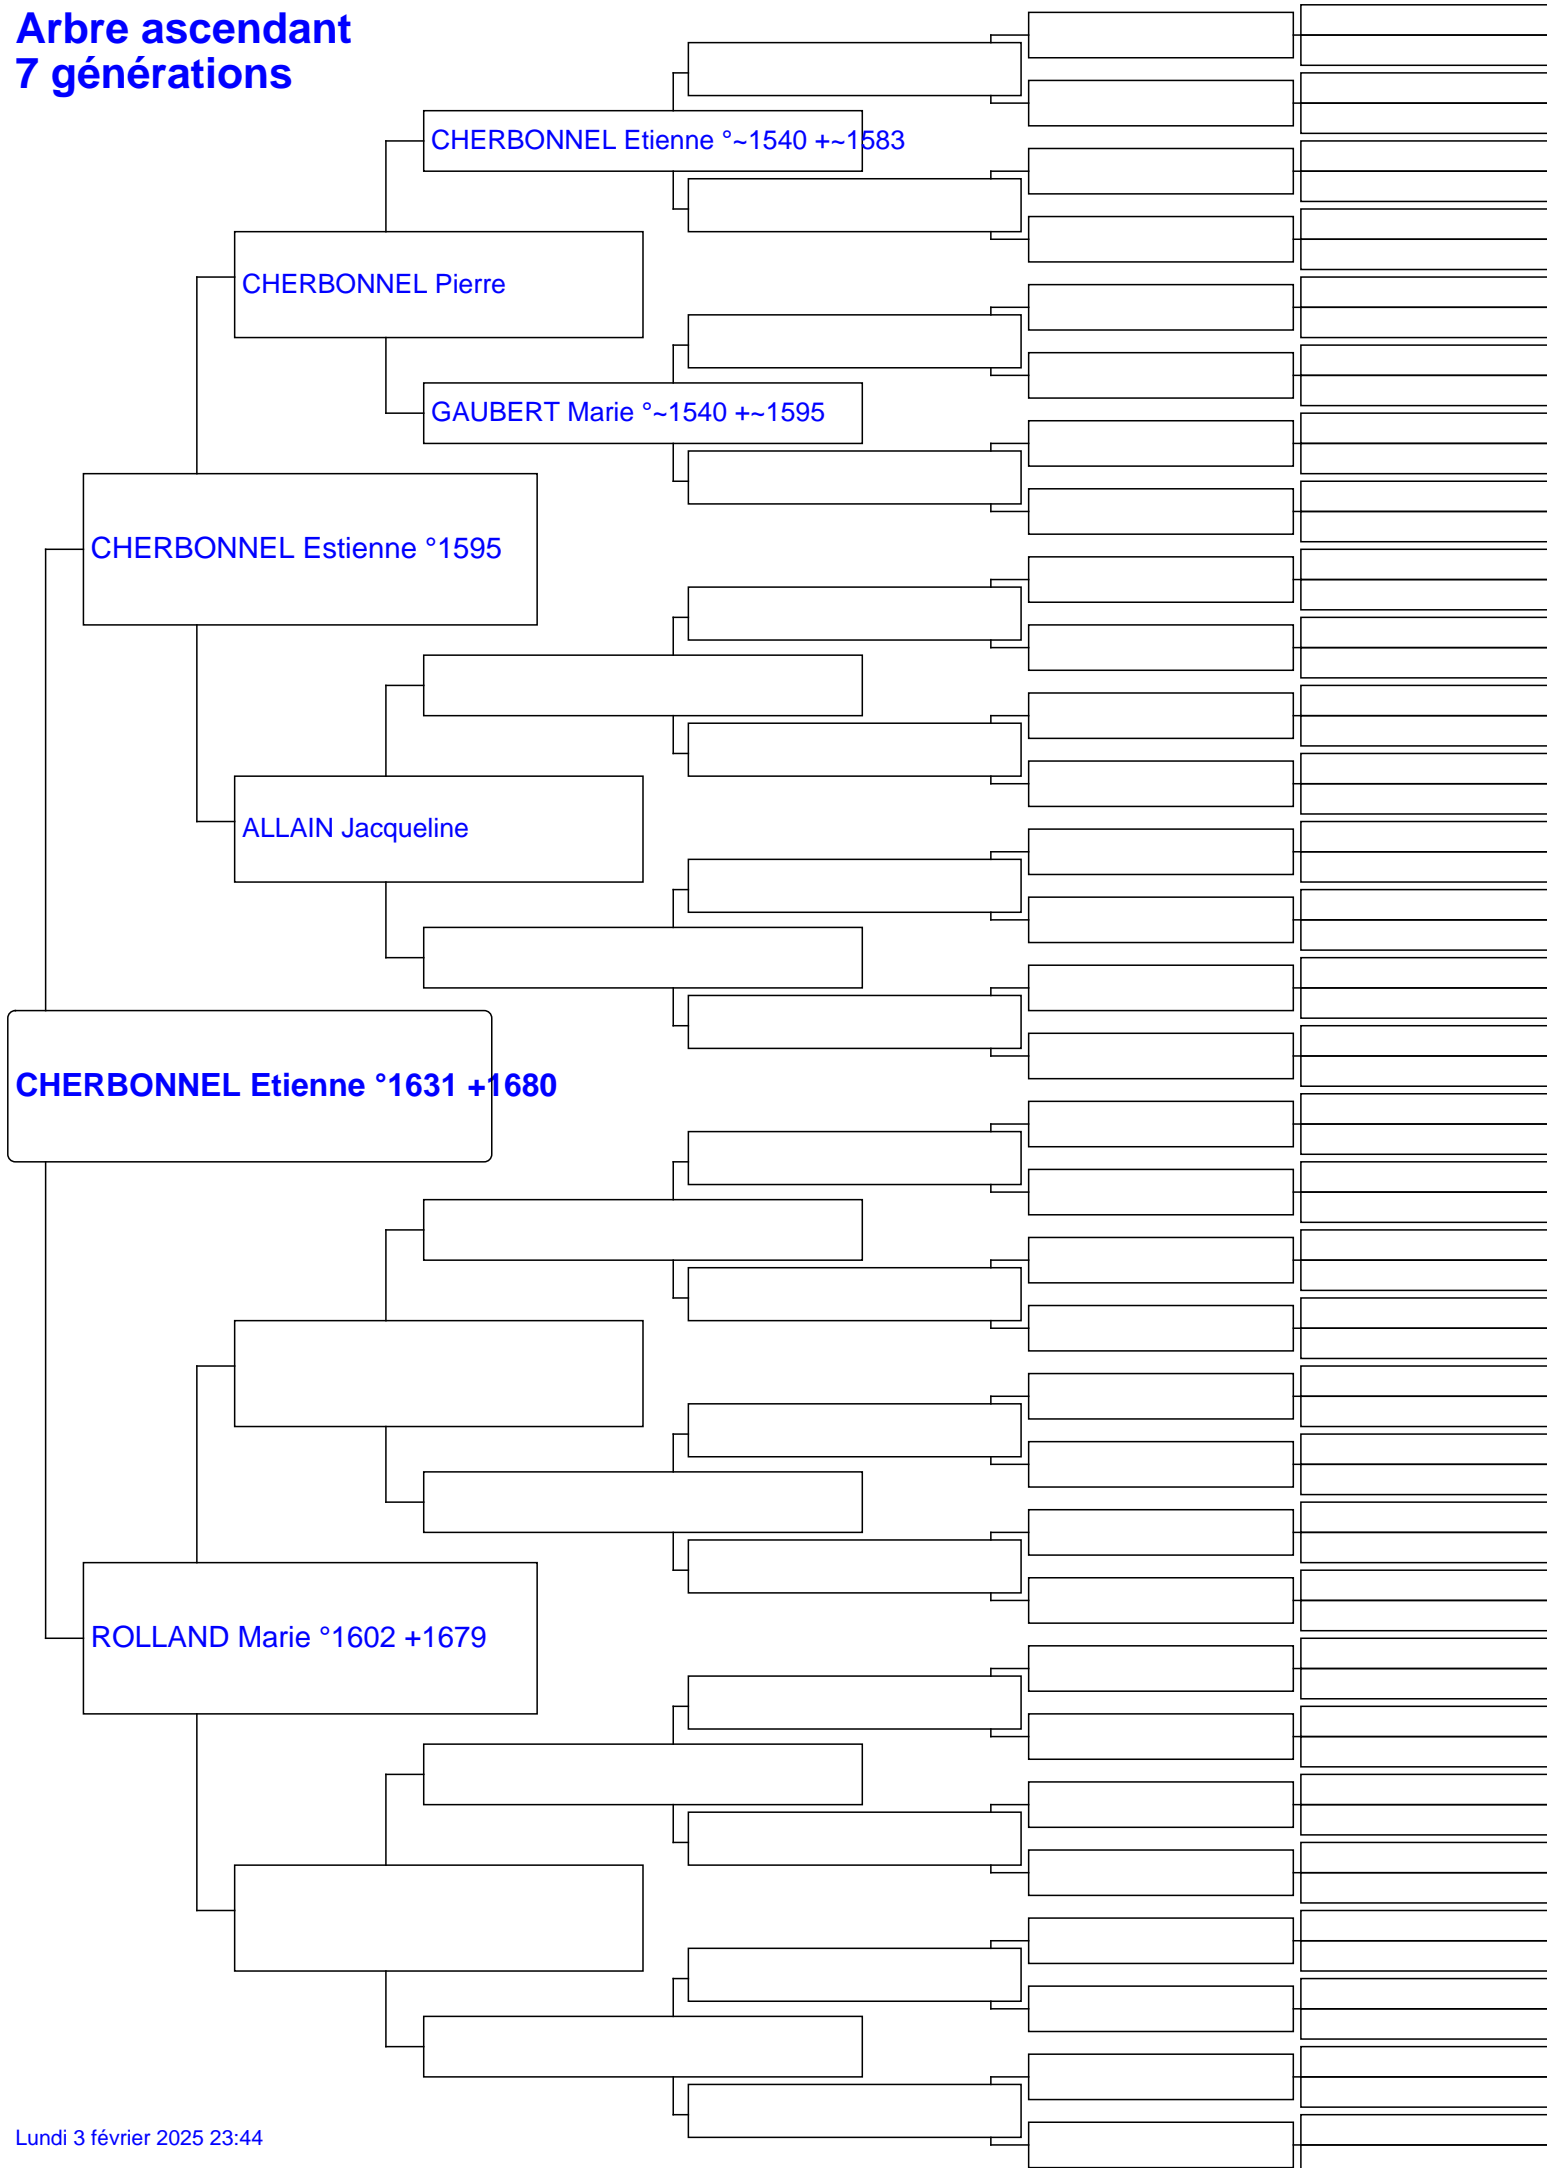 Arbre ascendant
7 générations
CHERBONNEL Etienne °~1540 +~1583
CHERBONNEL Pierre
GAUBERT Marie °~1540 +~1595
CHERBONNEL Estienne °1595
ALLAIN Jacqueline
CHERBONNEL Etienne °1631 +1680
ROLLAND Marie °1602 +1679
Lundi 3 février 2025 23:44